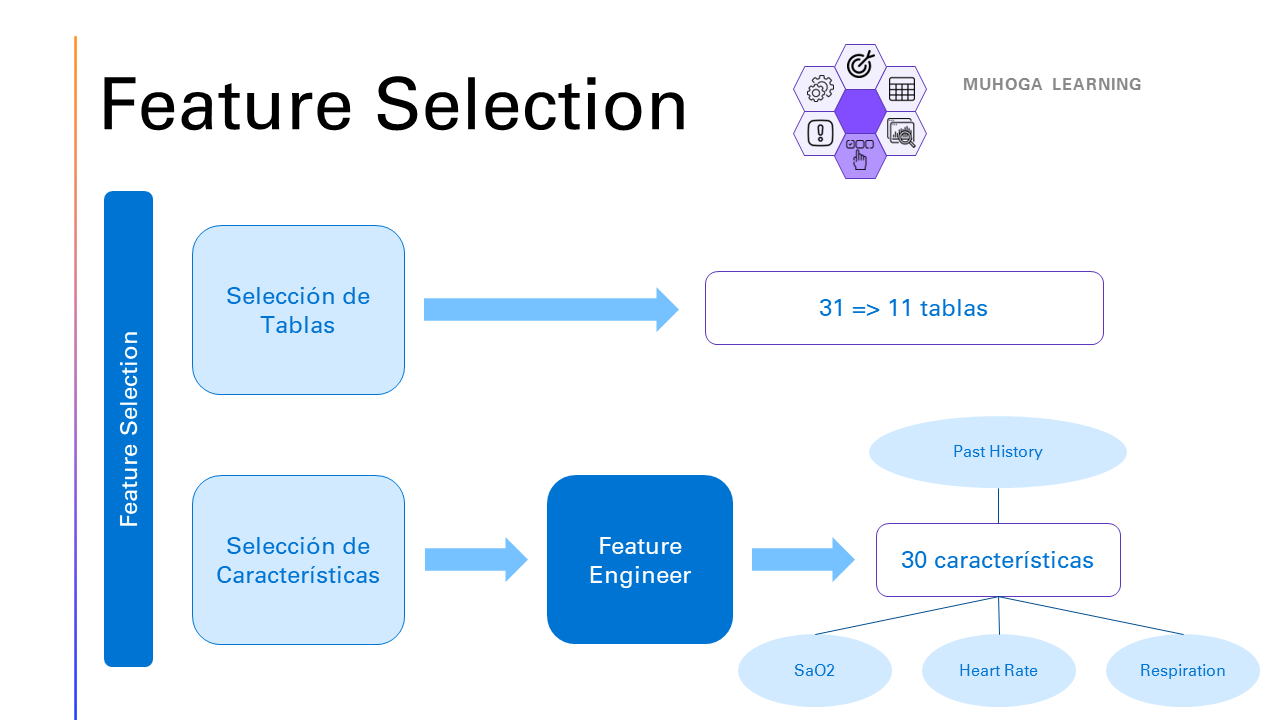 Feature Selection
MUHOGA LEARNING
Feature Selection
Selección de
Tablas
31 => 11 tablas
Selección de
Características
Feature
Engineer
Past History
30 características
SaO2
Heart Rate
Respiration